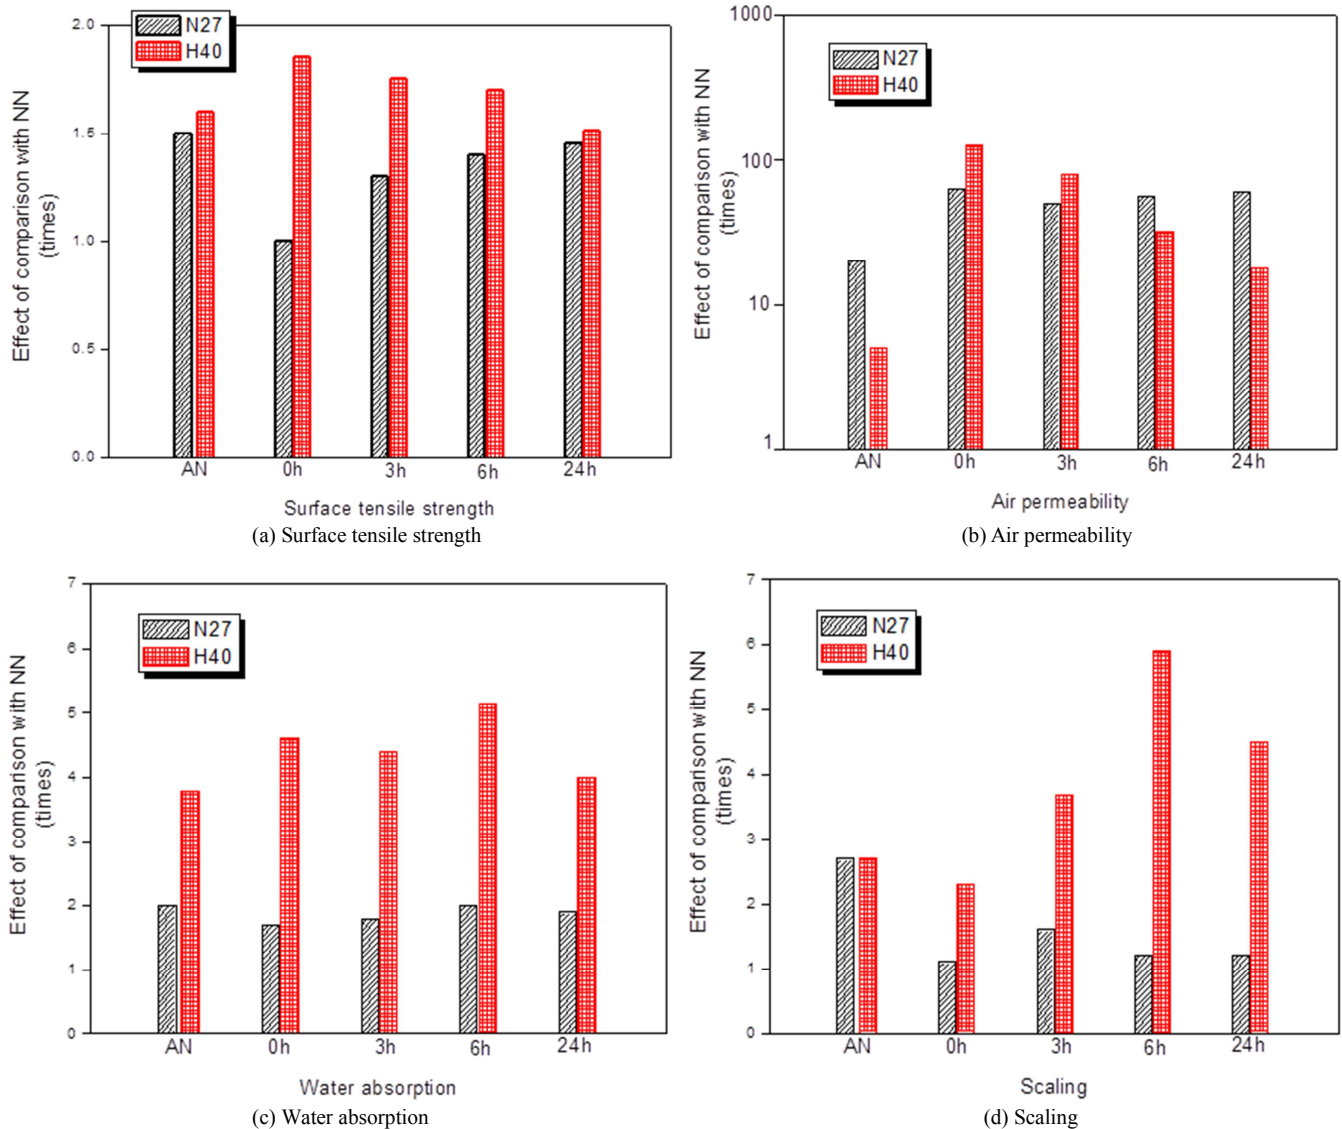 N27
H40
2.0
1.5
1.0
0.5
0.0
Effect of comparison with NN
(times)
AN 0h 3h 6h 24h
Surface tensile strength
(a) Surface tensile strength
N27
H40
1000
100
10
1
Effect of comparison with NN
(times)
AN 0h 3h 6h 24h
Air permeability
(b) Air permeability
N27
H40
7
6
5
4
3
2
1
0
Effect of comparison with NN
(times)
AN 0h 3h 6h 24h
Water absorption
(c) Water absorption
N27
H40
7
6
5
4
3
2
1
0
Effect of comparison with NN
(times)
AN 0h 3h 6h 24h
Scaling
(d) Scaling